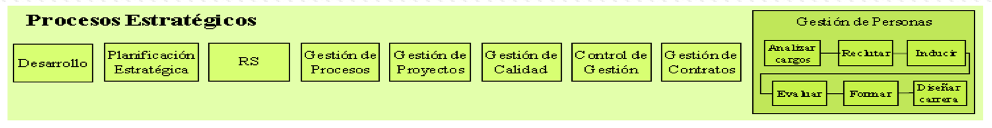 Procesos Estratégicos
Desarrollo
Planificación
Estratégica
RS
Gestión de
Procesos
Gestión de
Proyectos
Gestión de
Calidad
Control de
Gestión
Gestión de
Contratos
Gestión de Personas
Analizar
cargos
Reclutar
Inducir
Evaluar
Formar
Diseñar
carrera